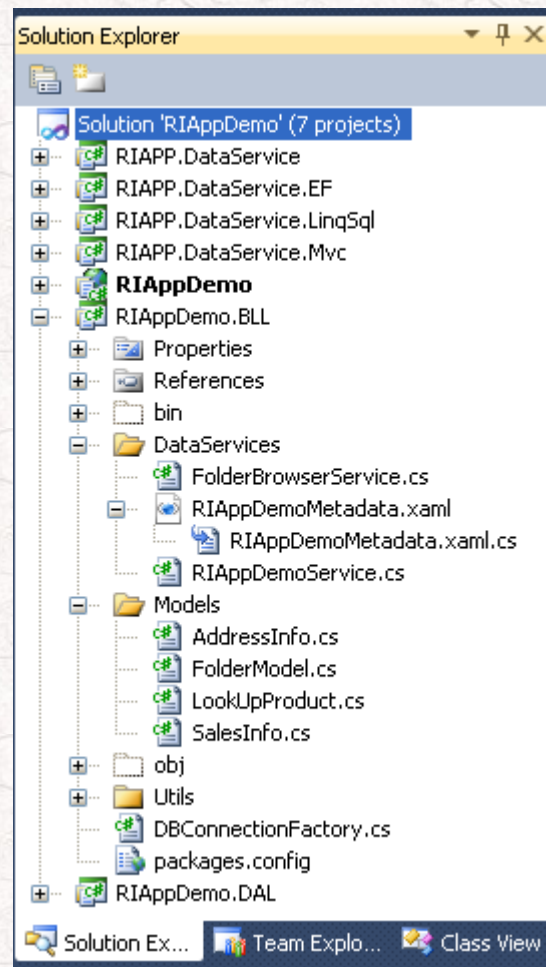 Solution Explorer
Solution 'RIAppDemo' (7 projects)
RIAPP.DataService
RIAPP.DataService.EF
RIAPP.DataService.LinqSql
RIAPP.DataService.Mvc
RIAppDemo
RIAppDemo.BLL
Properties
References
bin
DataServices
FolderBrowserService.cs
RIAppDemoMetadata.xaml
RIAppDemoMetadata.xaml.cs
RIAppDemoService.cs
Models
AddressInfo.cs
FolderModel.cs
LookUpProduct.cs
SalesInfo.cs
obj
Utils
DBConnectionFactory.cs
packages.config
RIAppDemo.DAL
Solution Ex... Team Explo... Class View